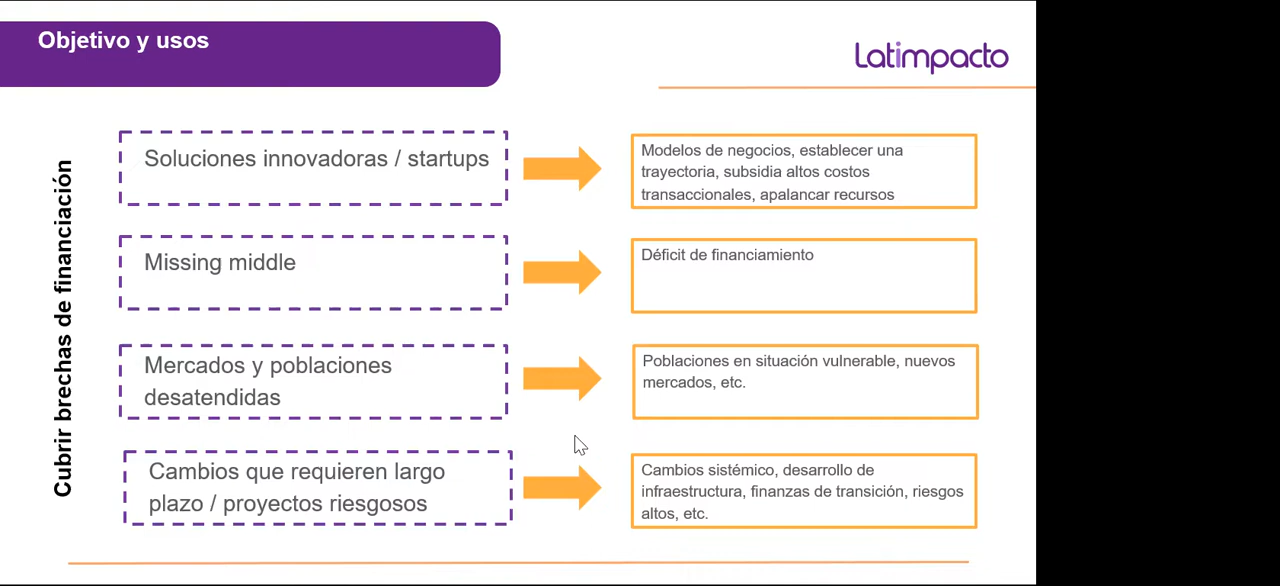 Objetivo y usos
Latimpacto
Cubrir brechas de financiación
Soluciones innovadoras / startups
Modelos de negocios, establecer una
trayectoria, subsidia altos costos
transaccionales, apalancar recursos
Missing middle
Déficit de financiamiento
Mercados y poblaciones
desatendidas
Poblaciones en situación vulnerable, nuevos
mercados, etc.
Cambios que requieren largo
plazo / proyectos riesgosos
Cambios sistémico, desarrollo de
infraestructura, finanzas de transición, riesgos
altos, etc.